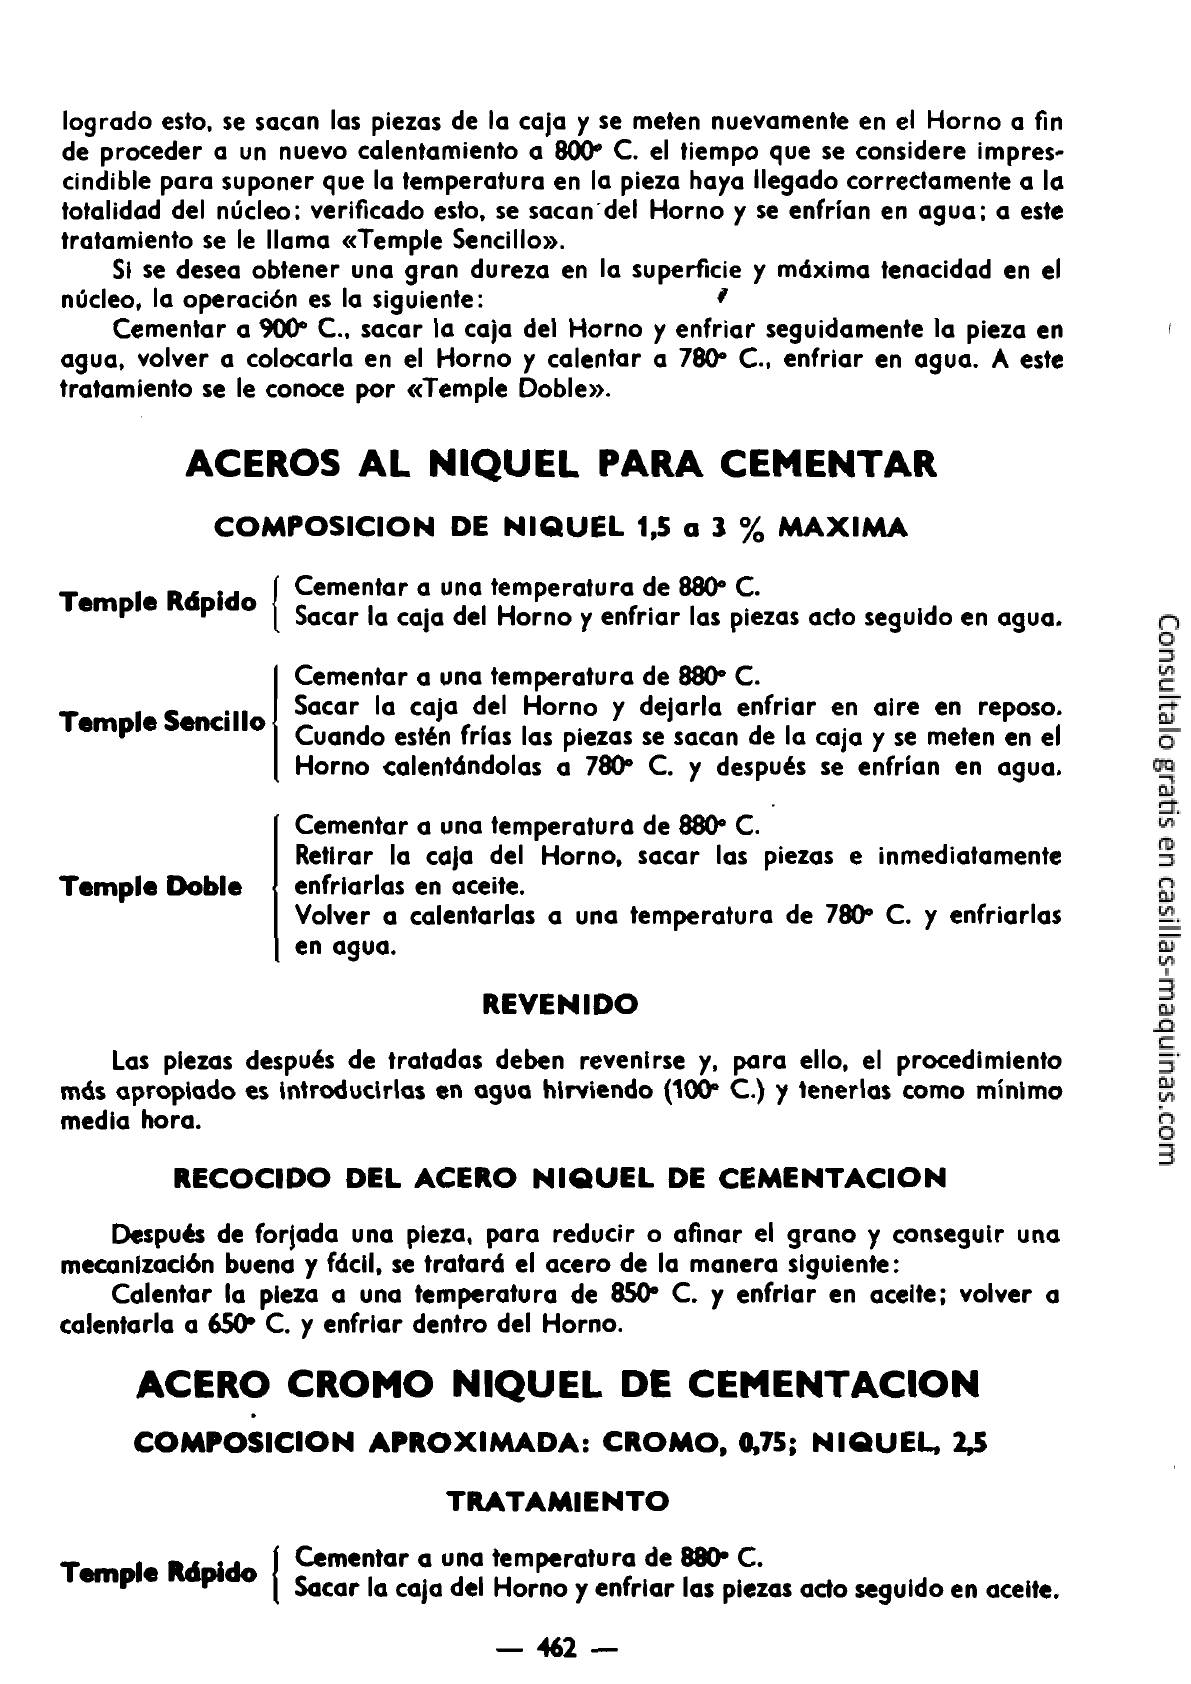 logrado esto, se sacan las piezas de la caja y se meten nuevamente en el Horno a fin
de proceder a un nuevo calentamiento a 800º C. el tiempo que se considere impres-
cindible para suponer que la temperatura en la pieza haya llegado correctamente a la
totalidad del núcleo; verificado esto, se sacan del Horno y se enfrían en agua; a este
tratamiento se le llama «Temple Sencillo».
Si se desea obtener una gran dureza en la superficie y máxima tenacidad en el
núcleo, la operación es la siguiente:
Cementar a 900º C., sacar la caja del Horno y enfriar seguidamente la pieza en
agua, volver a colocarla en el Horno y calentar a 780º C., enfriar en agua. A este
tratamiento se le conoce por «Temple Doble».
ACEROS AL NIQUEL PARA CEMENTAR
COMPOSICION DE NIQUEL 1,5 a 3 % MAXIMA
Temple Rápido
Cementar a una temperatura de 880º C.
Sacar la caja del Horno y enfriar las piezas acto seguido en agua.
Temple Sencillo
Cementar a una temperatura de 880º C.
Sacar la caja del Horno y dejarla enfriar en aire en reposo.
Cuando estén frías las piezas se sacan de la caja y se meten en el
Horno calentándolas a 780º C. y después se enfrían en agua.
Temple Doble
Cementar a una temperatura de 880º C.
Retirar la caja del Horno, sacar las piezas e inmediatamente
enfriarlas en aceite.
Volver a calentarlas a una temperatura de 780º C. y enfriarlas
en agua.
REVENIDO
Las piezas después de tratadas deben revenirse y, para ello, el procedimiento
más apropiado es introducirlas en agua hirviendo (100º C.) y tenerlas como mínimo
media hora.
RECOCIDO DEL ACERO NIQUEL DE CEMENTACION
Después de forjada una pieza, para reducir o afinar el grano y conseguir una
mecanización buena y fácil, se tratará el acero de la manera siguiente:
Calentar la pieza a una temperatura de 850º C. y enfriar en aceite; volver a
calentarla a 650º C. y enfriar dentro del Horno.
ACERO CROMO NIQUEL DE CEMENTACION
COMPOSICION APROXIMADA: CROMO, 0,75; NIQUEL, 2,5
TRATAMIENTO
Temple Rápido
Cementar a una temperatura de 880º C.
Sacar la caja del Horno y enfriar las piezas acto seguido en aceite.
— 462 —
Consultalo gratis en casillas-maquinas.com